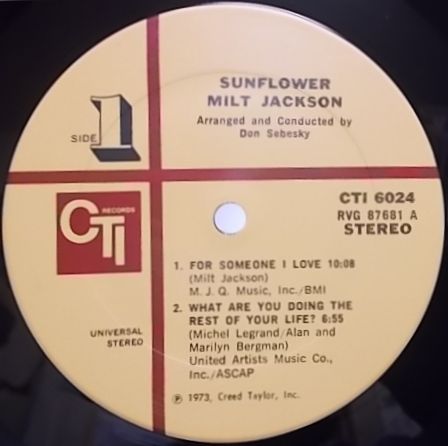 SUNFLOWER
MILT JACKSON
Arranged and Conducted by
Don Sebesky
SIDE 1
CTI 6024
RVG 87681 A
STEREO
CTI RECORDS
1. FOR SOMEONE I LOVE 10:08
(Milt Jackson)
M. J. Q. Music, Inc./BMI
2. WHAT ARE YOU DOING THE
REST OF YOUR LIFE? 6:55
(Michel Legrand/Alan and
Marilyn Bergman)
United Artists Music Co.,
Inc./ASCAP
UNIVERSAL
STEREO
℗ 1973, Creed Taylor, Inc.